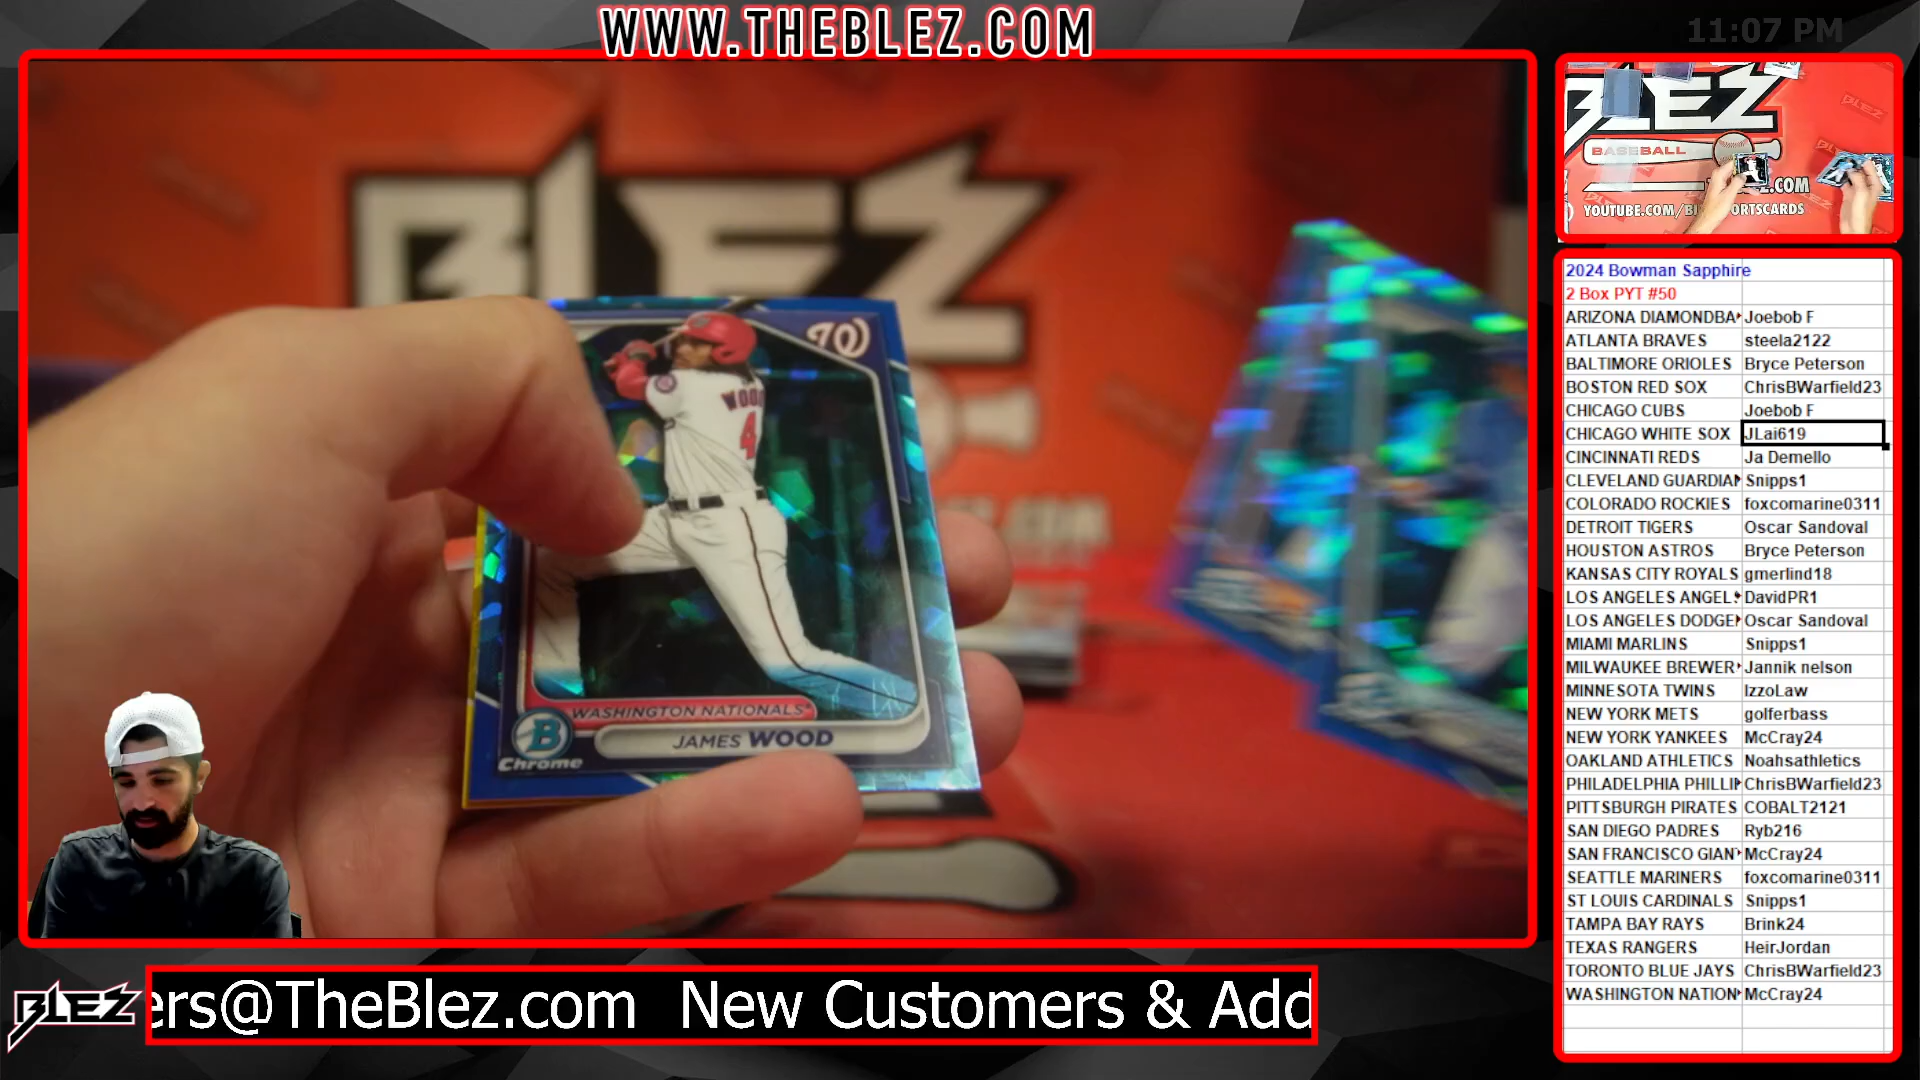 WWW.THEBLEZ.COM
11:07 PM
BLEZ
W
WOOD
4
WASHINGTON NATIONALS
JAMES WOOD
B
Chrome
BLEZ
BASEBALL
YOUTUBE.COM/
2024 Bowman Sapphire
2 Box PYT #50
ARIZONA DIAMONDBA Joebob F
ATLANTA BRAVES steela2122
BALTIMORE ORIOLES Bryce Peterson
BOSTON RED SOX ChrisBWarfield23
CHICAGO CUBS Joebob F
CHICAGO WHITE SOX JLai619
CINCINNATI REDS Ja Demello
CLEVELAND GUARDIAN Snipps1
COLORADO ROCKIES foxcomarine0311
DETROIT TIGERS Oscar Sandoval
HOUSTON ASTROS Bryce Peterson
KANSAS CITY ROYALS gmerlind18
LOS ANGELES ANGEL DavidPR1
LOS ANGELES DODGE Oscar Sandoval
MIAMI MARLINS Snipps1
MILWAUKEE BREWER Jannik nelson
MINNESOTA TWINS IzzoLaw
NEW YORK METS golferbass
NEW YORK YANKEES McCray24
OAKLAND ATHLETICS Noahsathletics
PHILADELPHIA PHILLI ChrisBWarfield23
PITTSBURGH PIRATES COBALT2121
SAN DIEGO PADRES Ryb216
SAN FRANCISCO GIAN McCray24
SEATTLE MARINERS foxcomarine0311
ST LOUIS CARDINALS Snipps1
TAMPA BAY RAYS Brink24
TEXAS RANGERS HeirJordan
TORONTO BLUE JAYS ChrisBWarfield23
WASHINGTON NATION McCray24
BLEZ
ers@TheBlez.com New Customers & Add